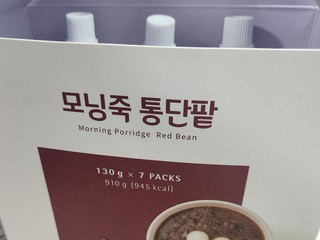 모닝죽 통단팥
Morning Porridge Red Bean
130 g × 7 PACKS
910 g (945 kcal)